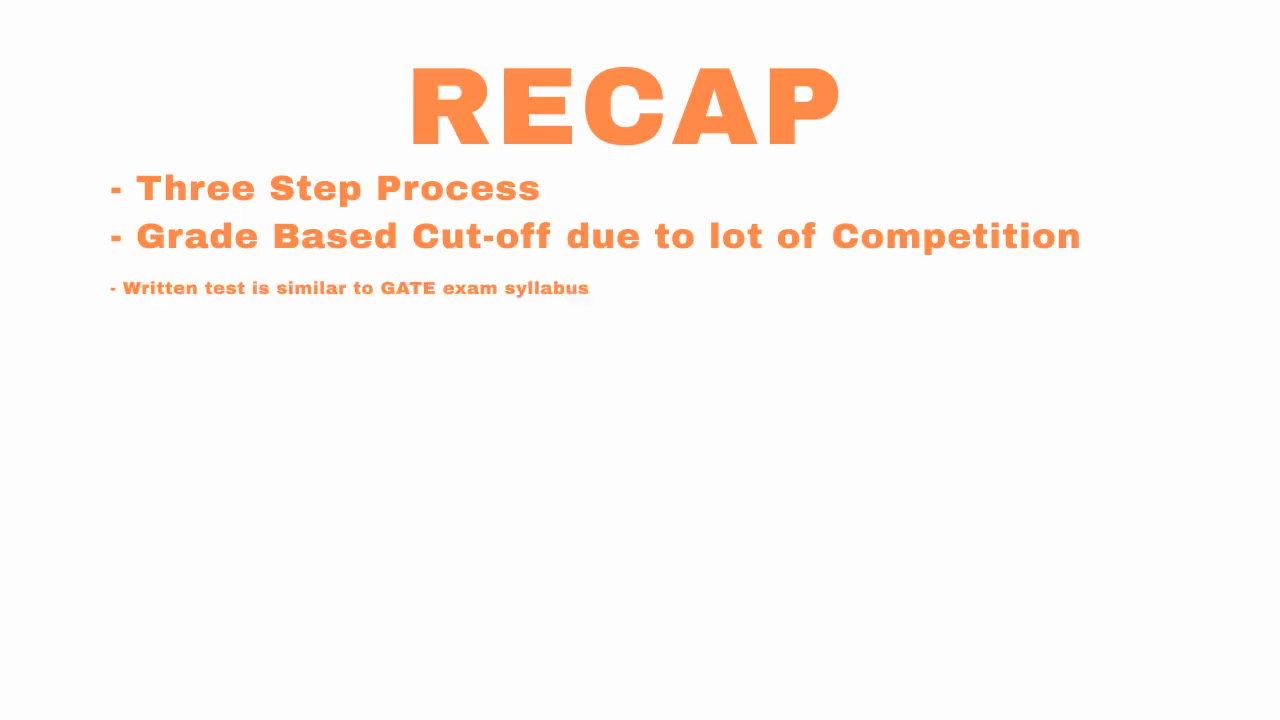 RECAP
- Three Step Process
- Grade Based Cut-off due to lot of Competition
- Written test is similar to GATE exam syllabus